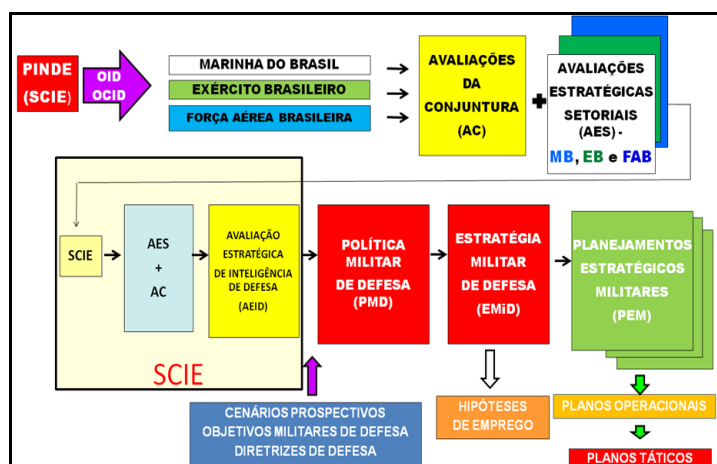 PINDE
(SCIE)
OID
OCID
MARINHA DO BRASIL
EXÉRCITO BRASILEIRO
FORÇA AÉREA BRASILEIRA
AVALIAÇÕES
DA
CONJUNTURA
(AC)
+
AVALIAÇÕES
ESTRATÉGICAS
SETORIAIS
(AES) -
MB, EB e FAB
SCIE
AES
+
AC
AVALIAÇÃO
ESTRATÉGICA
DE INTELIGÊNCIA
DE DEFESA
(AEID)
SCIE
POLÍTICA
MILITAR
DE DEFESA
(PMD)
ESTRATÉGIA
MILITAR
DE DEFESA
(EMiD)
PLANEJAMENTOS
ESTRATÉGICOS
MILITARES
(PEM)
CENÁRIOS PROSPECTIVOS
OBJETIVOS MILITARES DE DEFESA
DIRETRIZES DE DEFESA
HIPÓTESES
DE EMPREGO
PLANOS OPERACIONAIS
PLANOS TÁTICOS